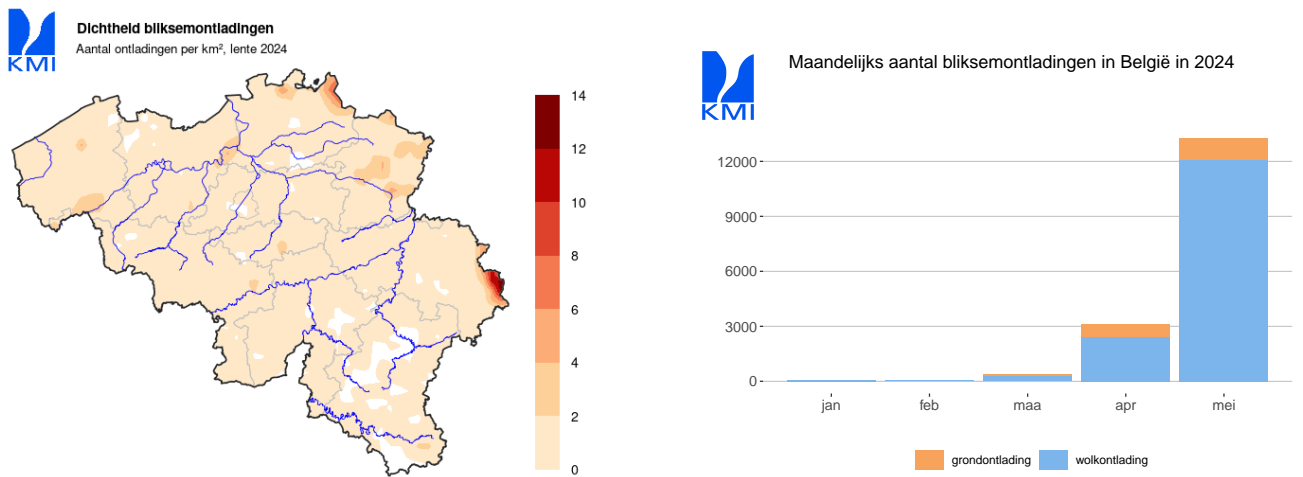 KMI
Dichtheid bliksemontladingen
Aantal ontladingen per km², lente 2024
14
12
10
8
6
4
2
0
KMI
Maandelijks aantal bliksemontladingen in België in 2024
12000
9000
6000
3000
0
jan feb maa apr mei
grondontlading wolkontlading